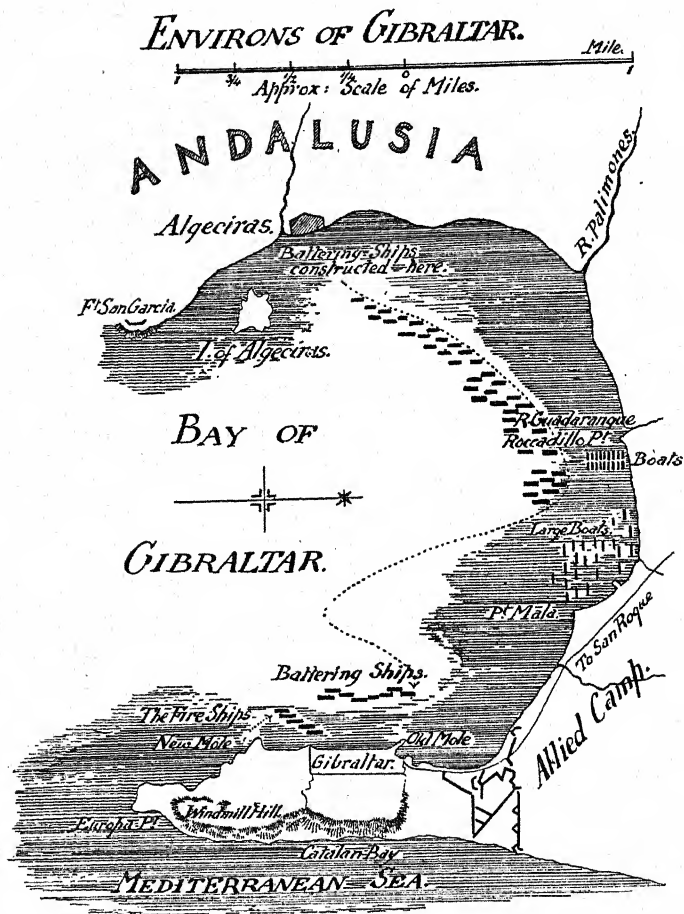 ENVIRONS OF GIBRALTAR.
Mile.
1 3/4 1/2 1/4 0 1
Approx: Scale of Miles.
ANDALUSIA
R. Palimones.
Algeciras.
Battering-Ships
constructed-here.
Ft San Garcia.
I. of Algeciras.
BAY OF
R. Guadaranque
Roccadillo Pt.
Boats
Large Boats.
GIBRALTAR.
Pt Mala.
To San Roque
Battering Ships.
Allied Camp.
The Fire Ships
New Mole
Old Mole
Gibraltar.
Windmill Hill.
Europa-Pt
Catalan-Bay
MEDITERRANEAN-SEA.